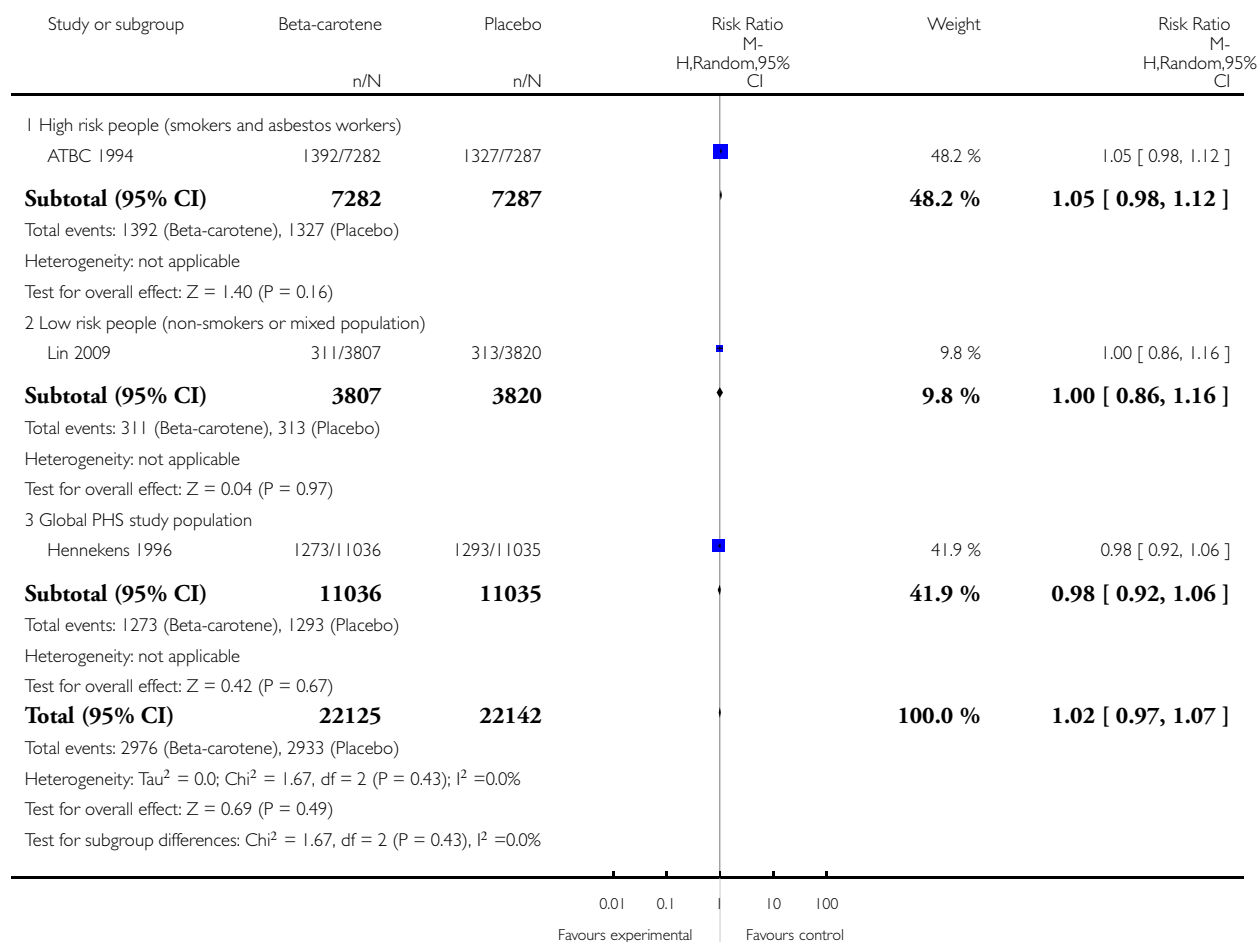 Study or subgroup Beta-carotene Placebo Risk Ratio Weight Risk Ratio
M- M-
H,Random,95% H,Random,95%
n/N n/N CI CI
1 High risk people (smokers and asbestos workers)
ATBC 1994 1392/7282 1327/7287 48.2 % 1.05 [ 0.98, 1.12 ]
Subtotal (95% CI) 7282 7287 48.2 % 1.05 [ 0.98, 1.12 ]
Total events: 1392 (Beta-carotene), 1327 (Placebo)
Heterogeneity: not applicable
Test for overall effect: Z = 1.40 (P = 0.16)
2 Low risk people (non-smokers or mixed population)
Lin 2009 311/3807 313/3820 9.8 % 1.00 [ 0.86, 1.16 ]
Subtotal (95% CI) 3807 3820 9.8 % 1.00 [ 0.86, 1.16 ]
Total events: 311 (Beta-carotene), 313 (Placebo)
Heterogeneity: not applicable
Test for overall effect: Z = 0.04 (P = 0.97)
3 Global PHS study population
Hennekens 1996 1273/11036 1293/11035 41.9 % 0.98 [ 0.92, 1.06 ]
Subtotal (95% CI) 11036 11035 41.9 % 0.98 [ 0.92, 1.06 ]
Total events: 1273 (Beta-carotene), 1293 (Placebo)
Heterogeneity: not applicable
Test for overall effect: Z = 0.42 (P = 0.67)
Total (95% CI) 22125 22142 100.0 % 1.02 [ 0.97, 1.07 ]
Total events: 2976 (Beta-carotene), 2933 (Placebo)
Heterogeneity: Tau² = 0.0; Chi² = 1.67, df = 2 (P = 0.43); I² =0.0%
Test for overall effect: Z = 0.69 (P = 0.49)
Test for subgroup differences: Chi² = 1.67, df = 2 (P = 0.43), I² =0.0%
0.01 0.1 1 10 100
Favours experimental Favours control